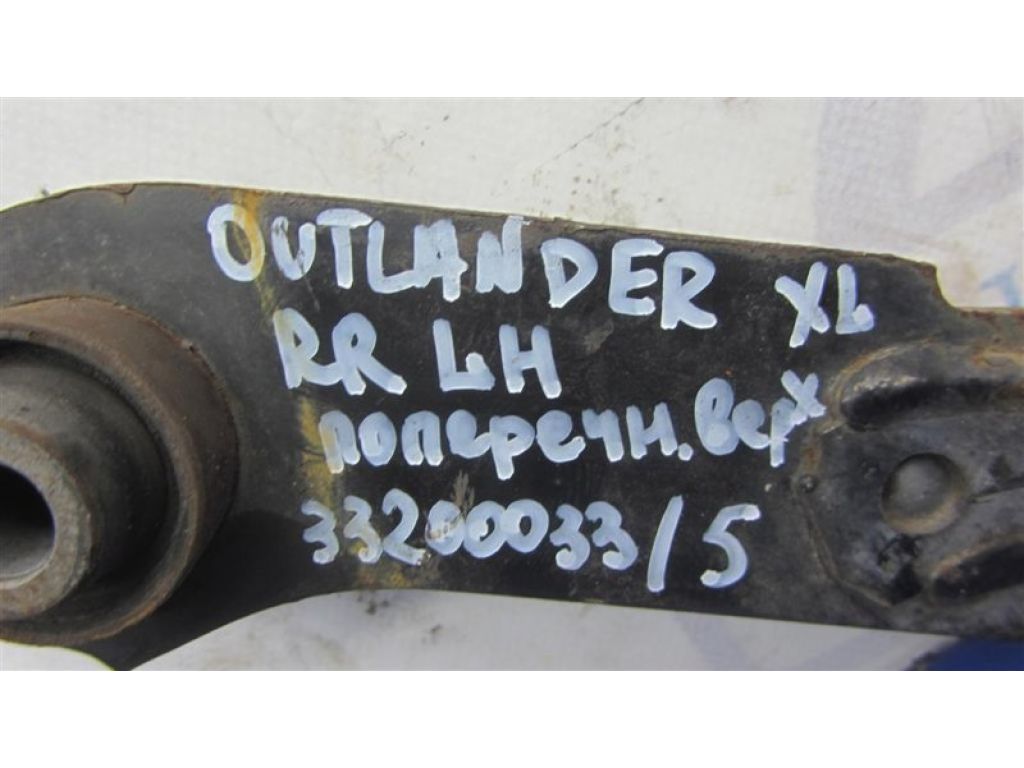 OUTLANDER XL
RR LH
поперечн. верх
33200033/5